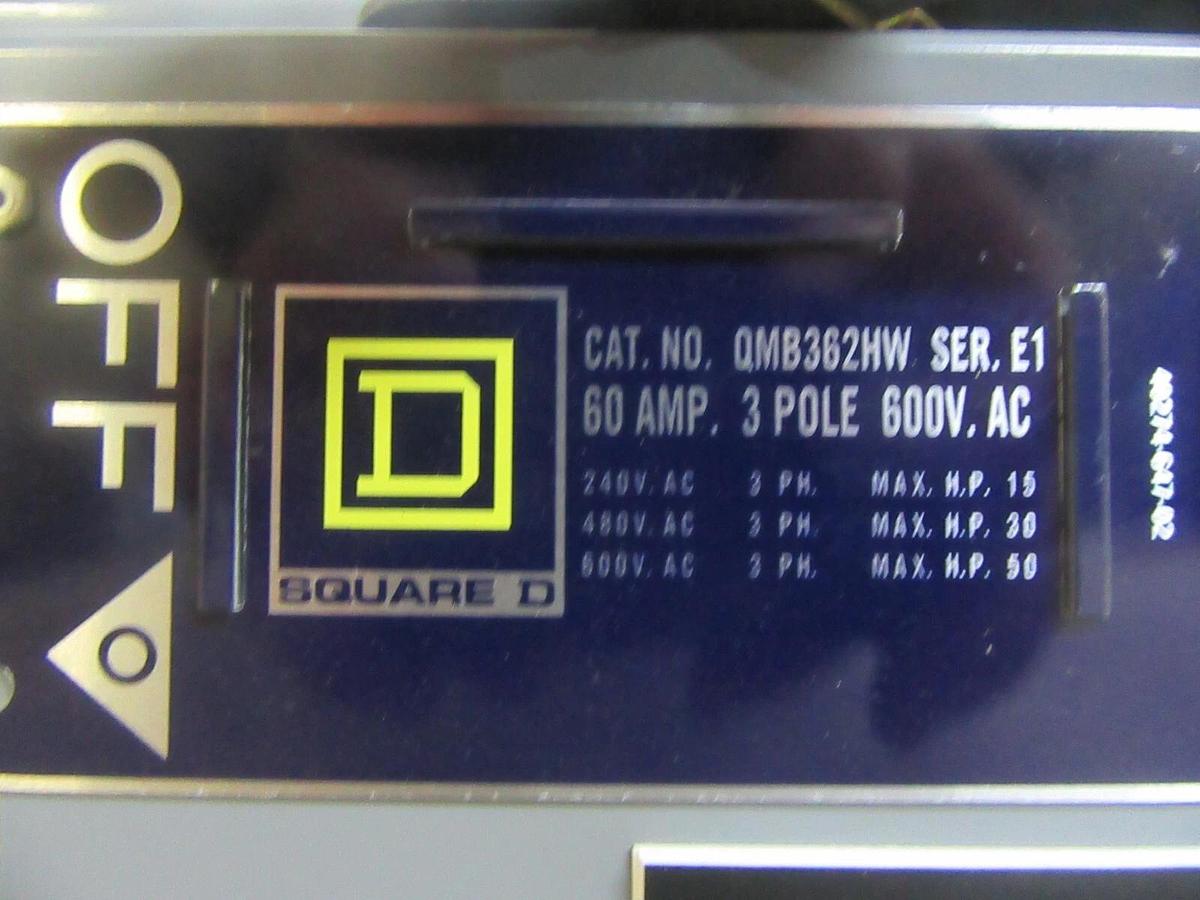 OFF
D
SQUARE D
CAT. NO. QMB362HW SER. E1
60 AMP. 3 POLE 600V. AC
240V. AC 3 PH. MAX. H.P. 15
480V. AC 3 PH. MAX. H.P. 30
600V. AC 3 PH. MAX. H.P. 50